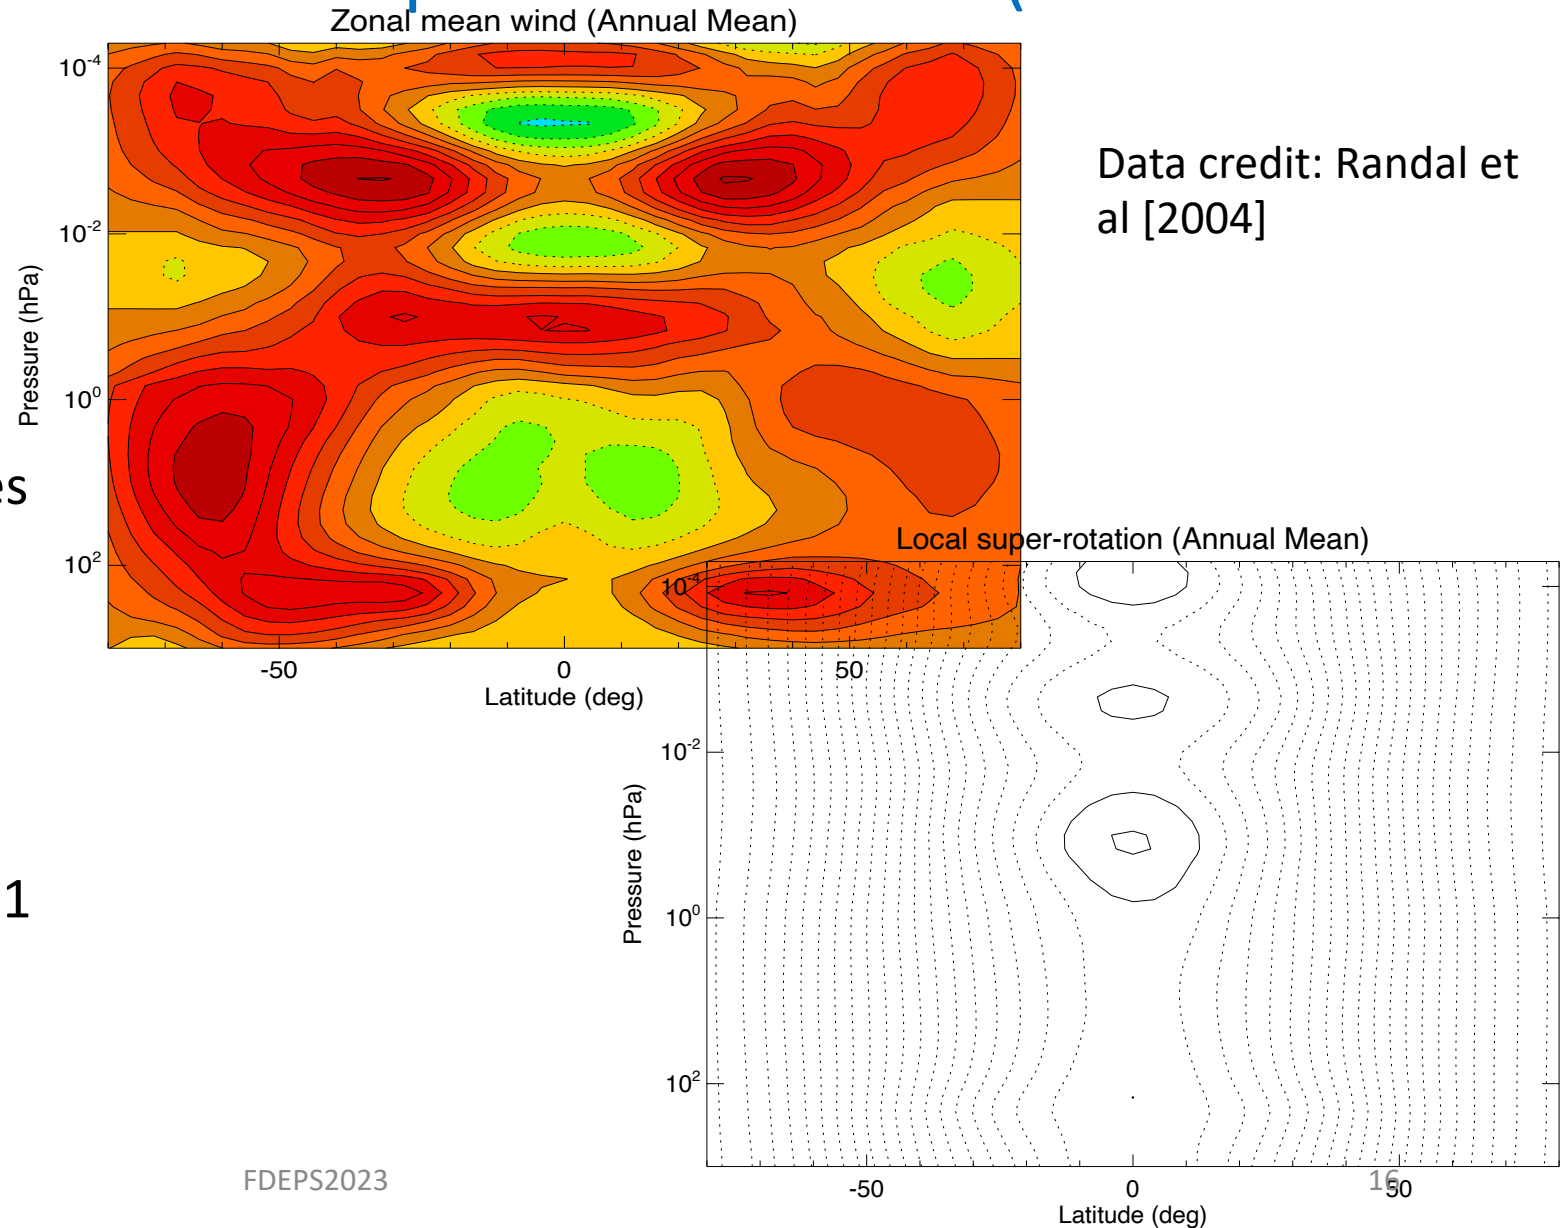 Zonal mean wind (Annual Mean)
10-4
10-2
100
102
Pressure (hPa)
-50
0
50
Latitude (deg)
Data credit: Randal et
al [2004]
es
1
Local super-rotation (Annual Mean)
10-4
10-2
100
102
Pressure (hPa)
-50
0
50
Latitude (deg)
FDEPS2023
16